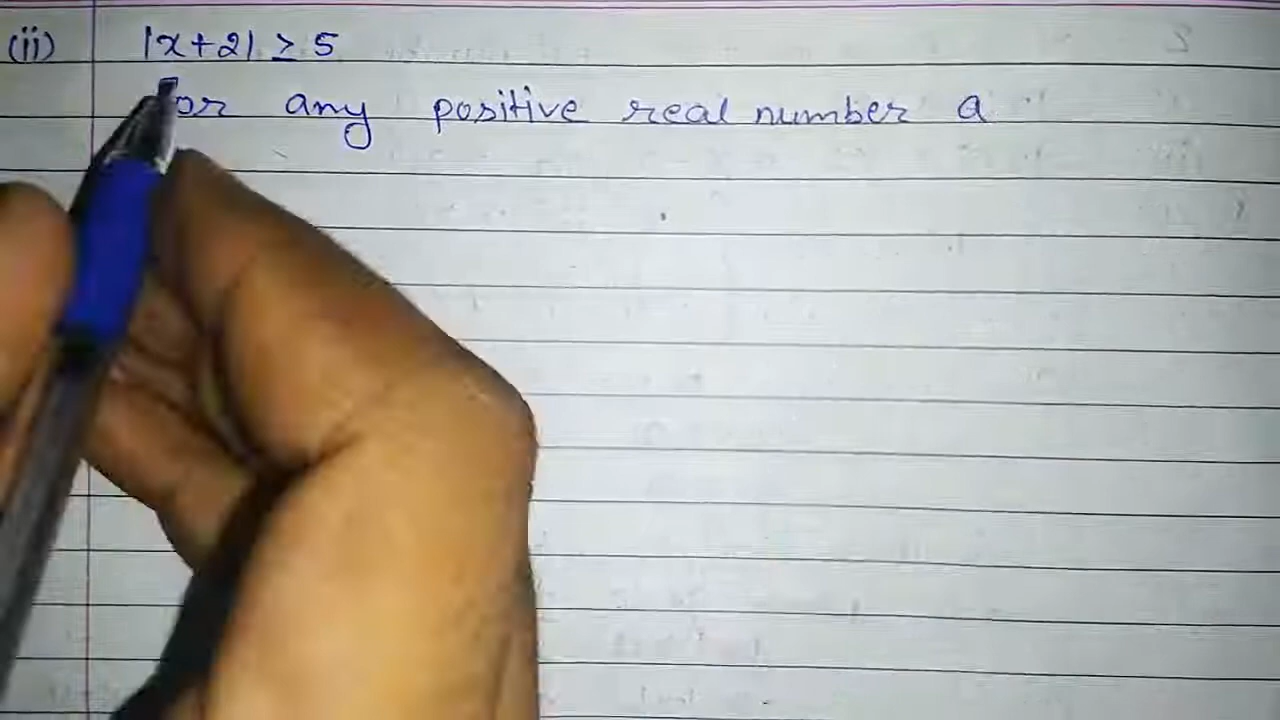 (ii) |x+2| ≥ 5
or any positive real number a